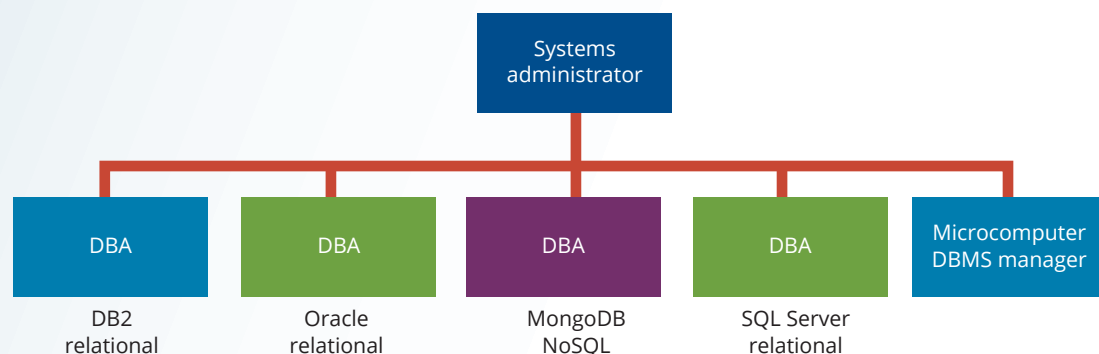 Systems
administrator
DBA
DBA
DBA
DBA
Microcomputer
DBMS manager
DB2
relational
Oracle
relational
MongoDB
NoSQL
SQL Server
relational